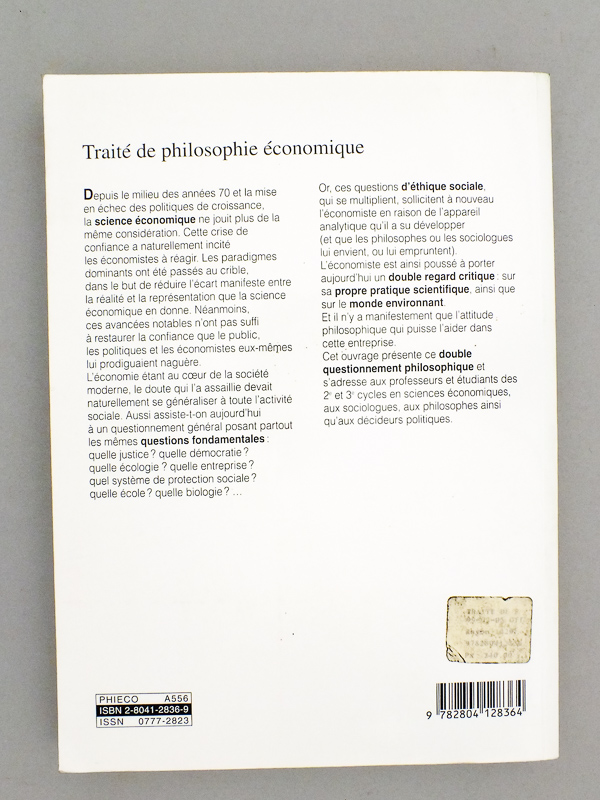 Traité de philosophie économique
Depuis le milieu des années 70 et la mise
en échec des politiques de croissance,
la science économique ne jouit plus de la
même considération. Cette crise de
confiance a naturellement incité
les économistes à réagir. Les paradigmes
dominants ont été passés au crible,
dans le but de réduire l'écart manifeste entre
la réalité et la représentation que la science
économique en donne. Néanmoins,
ces avancées notables n'ont pas suffi
à restaurer la confiance que le public,
les politiques et les économistes eux-mêmes
lui prodiguaient naguère.
L'économie étant au cœur de la société
moderne, le doute qui l'a assaillie devait
naturellement se généraliser à toute l'activité
sociale. Aussi assiste-t-on aujourd'hui
à un questionnement général posant partout
les mêmes questions fondamentales :
quelle justice ? quelle démocratie ?
quelle écologie ? quelle entreprise ?
quel système de protection sociale ?
quelle école ? quelle biologie ? ...
Or, ces questions d'éthique sociale,
qui se multiplient, sollicitent à nouveau
l'économiste en raison de l'appareil
analytique qu'il a su développer
(et que les philosophes ou les sociologues
lui envient, ou lui empruntent).
L'économiste est ainsi poussé à porter
aujourd'hui un double regard critique : sur
sa propre pratique scientifique, ainsi que
sur le monde environnant.
Et il n'y a manifestement que l'attitude
philosophique qui puisse l'aider dans
cette entreprise.
Cet ouvrage présente ce double
questionnement philosophique et
s'adresse aux professeurs et étudiants des
2e et 3e cycles en sciences économiques,
aux sociologues, aux philosophes ainsi
qu'aux décideurs politiques.
PHIECO A556
ISBN 2-8041-2836-9
ISSN 0777-2823
9 782804 128364